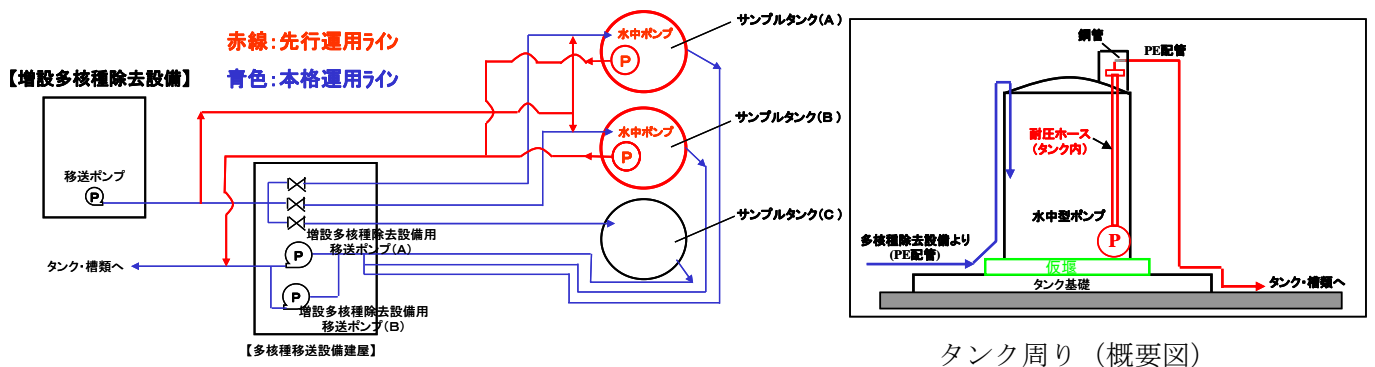 赤線：先行運用ライン
青色：本格運用ライン
【増設多核種除去設備】
移送ポンプ
P
タンク・槽類へ
増設多核種除去設備用
移送ポンプ(A)
P
増設多核種除去設備用
移送ポンプ(B)
P
【多核種移送設備建屋】
水中ポンプ
P
サンプルタンク(A)
水中ポンプ
P
サンプルタンク(B)
サンプルタンク(C)
鋼管
PE配管
耐圧ホース
(タンク内)
水中型ポンプ
P
多核種除去設備より
(PE配管)
仮堰
タンク基礎
タンク・槽類へ
タンク周り（概要図）